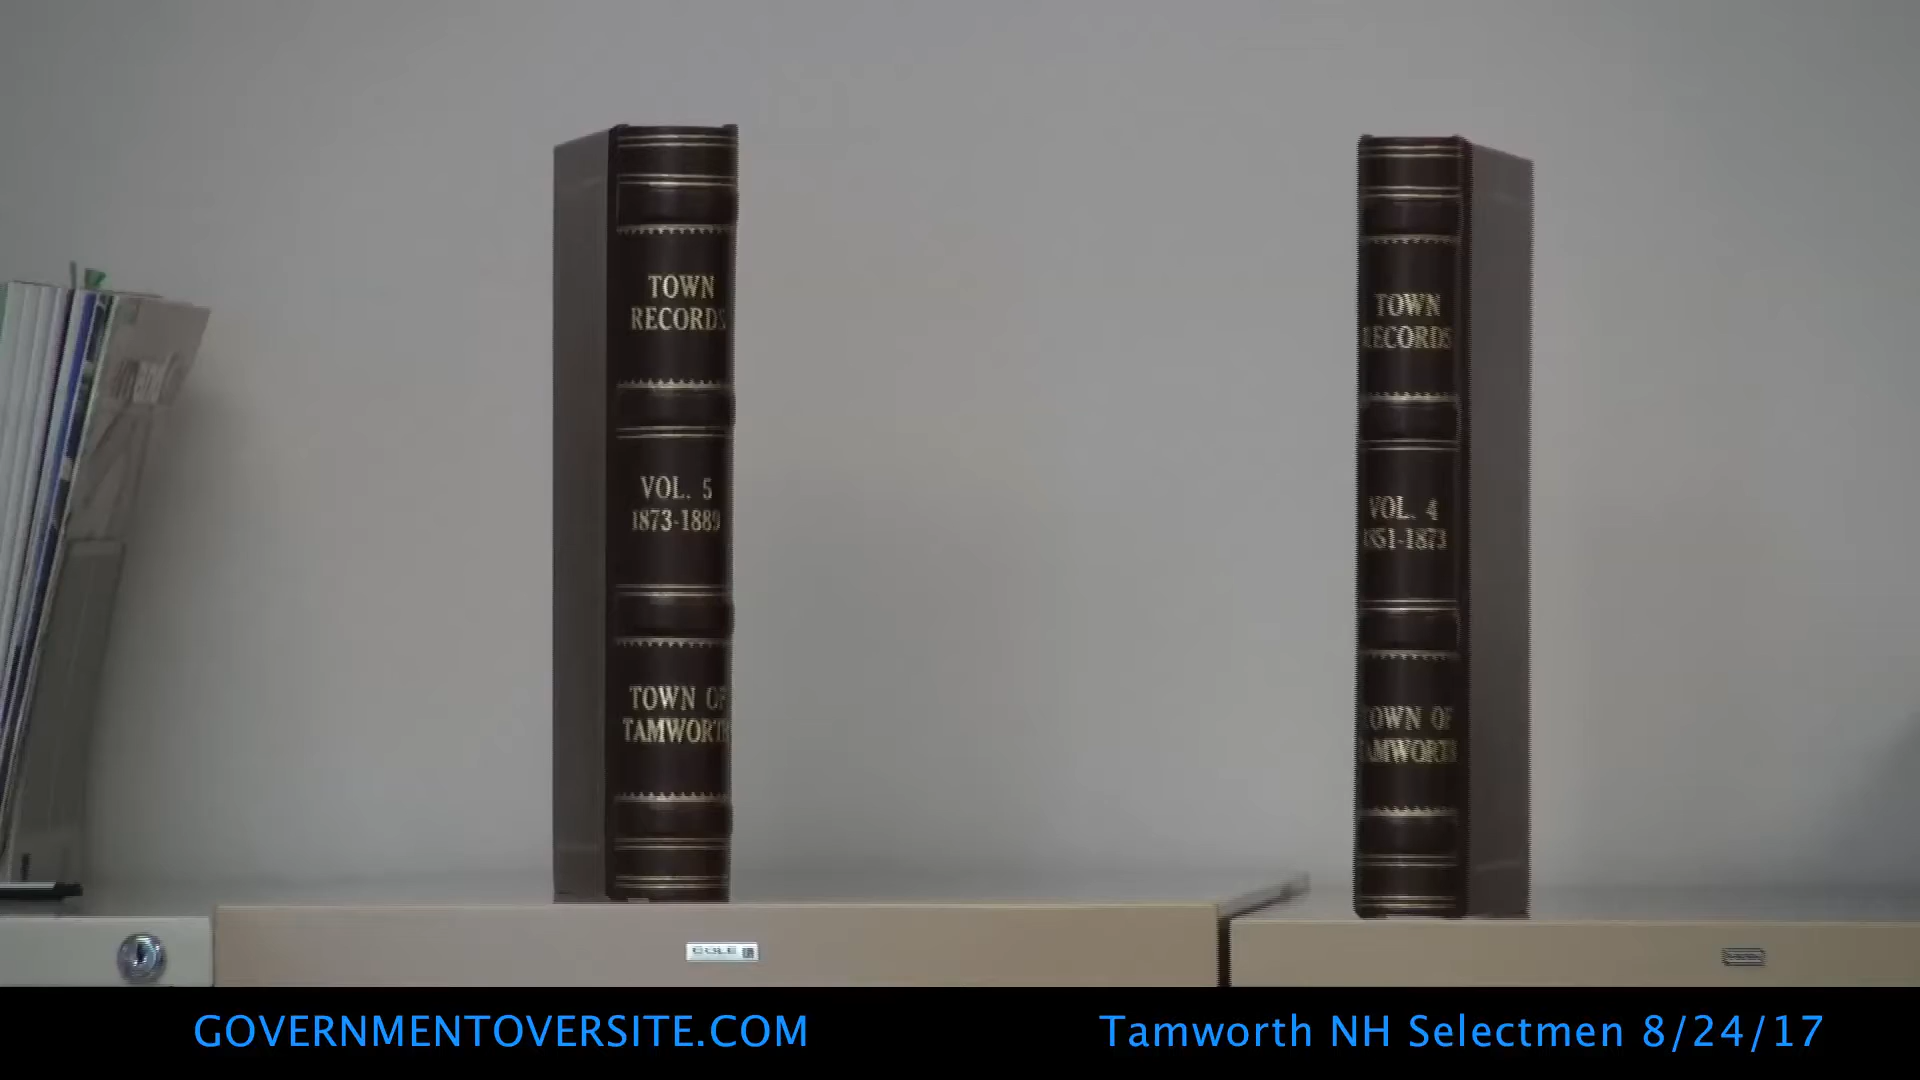 TOWN
RECORDS
VOL. 5
1873-1889
TOWN OF
TAMWORTH
TOWN
RECORDS
VOL. 4
1851-1873
TOWN OF
TAMWORTH
COLE
GOVERNMENTOVERSITE.COM
Tamworth NH Selectmen 8/24/17